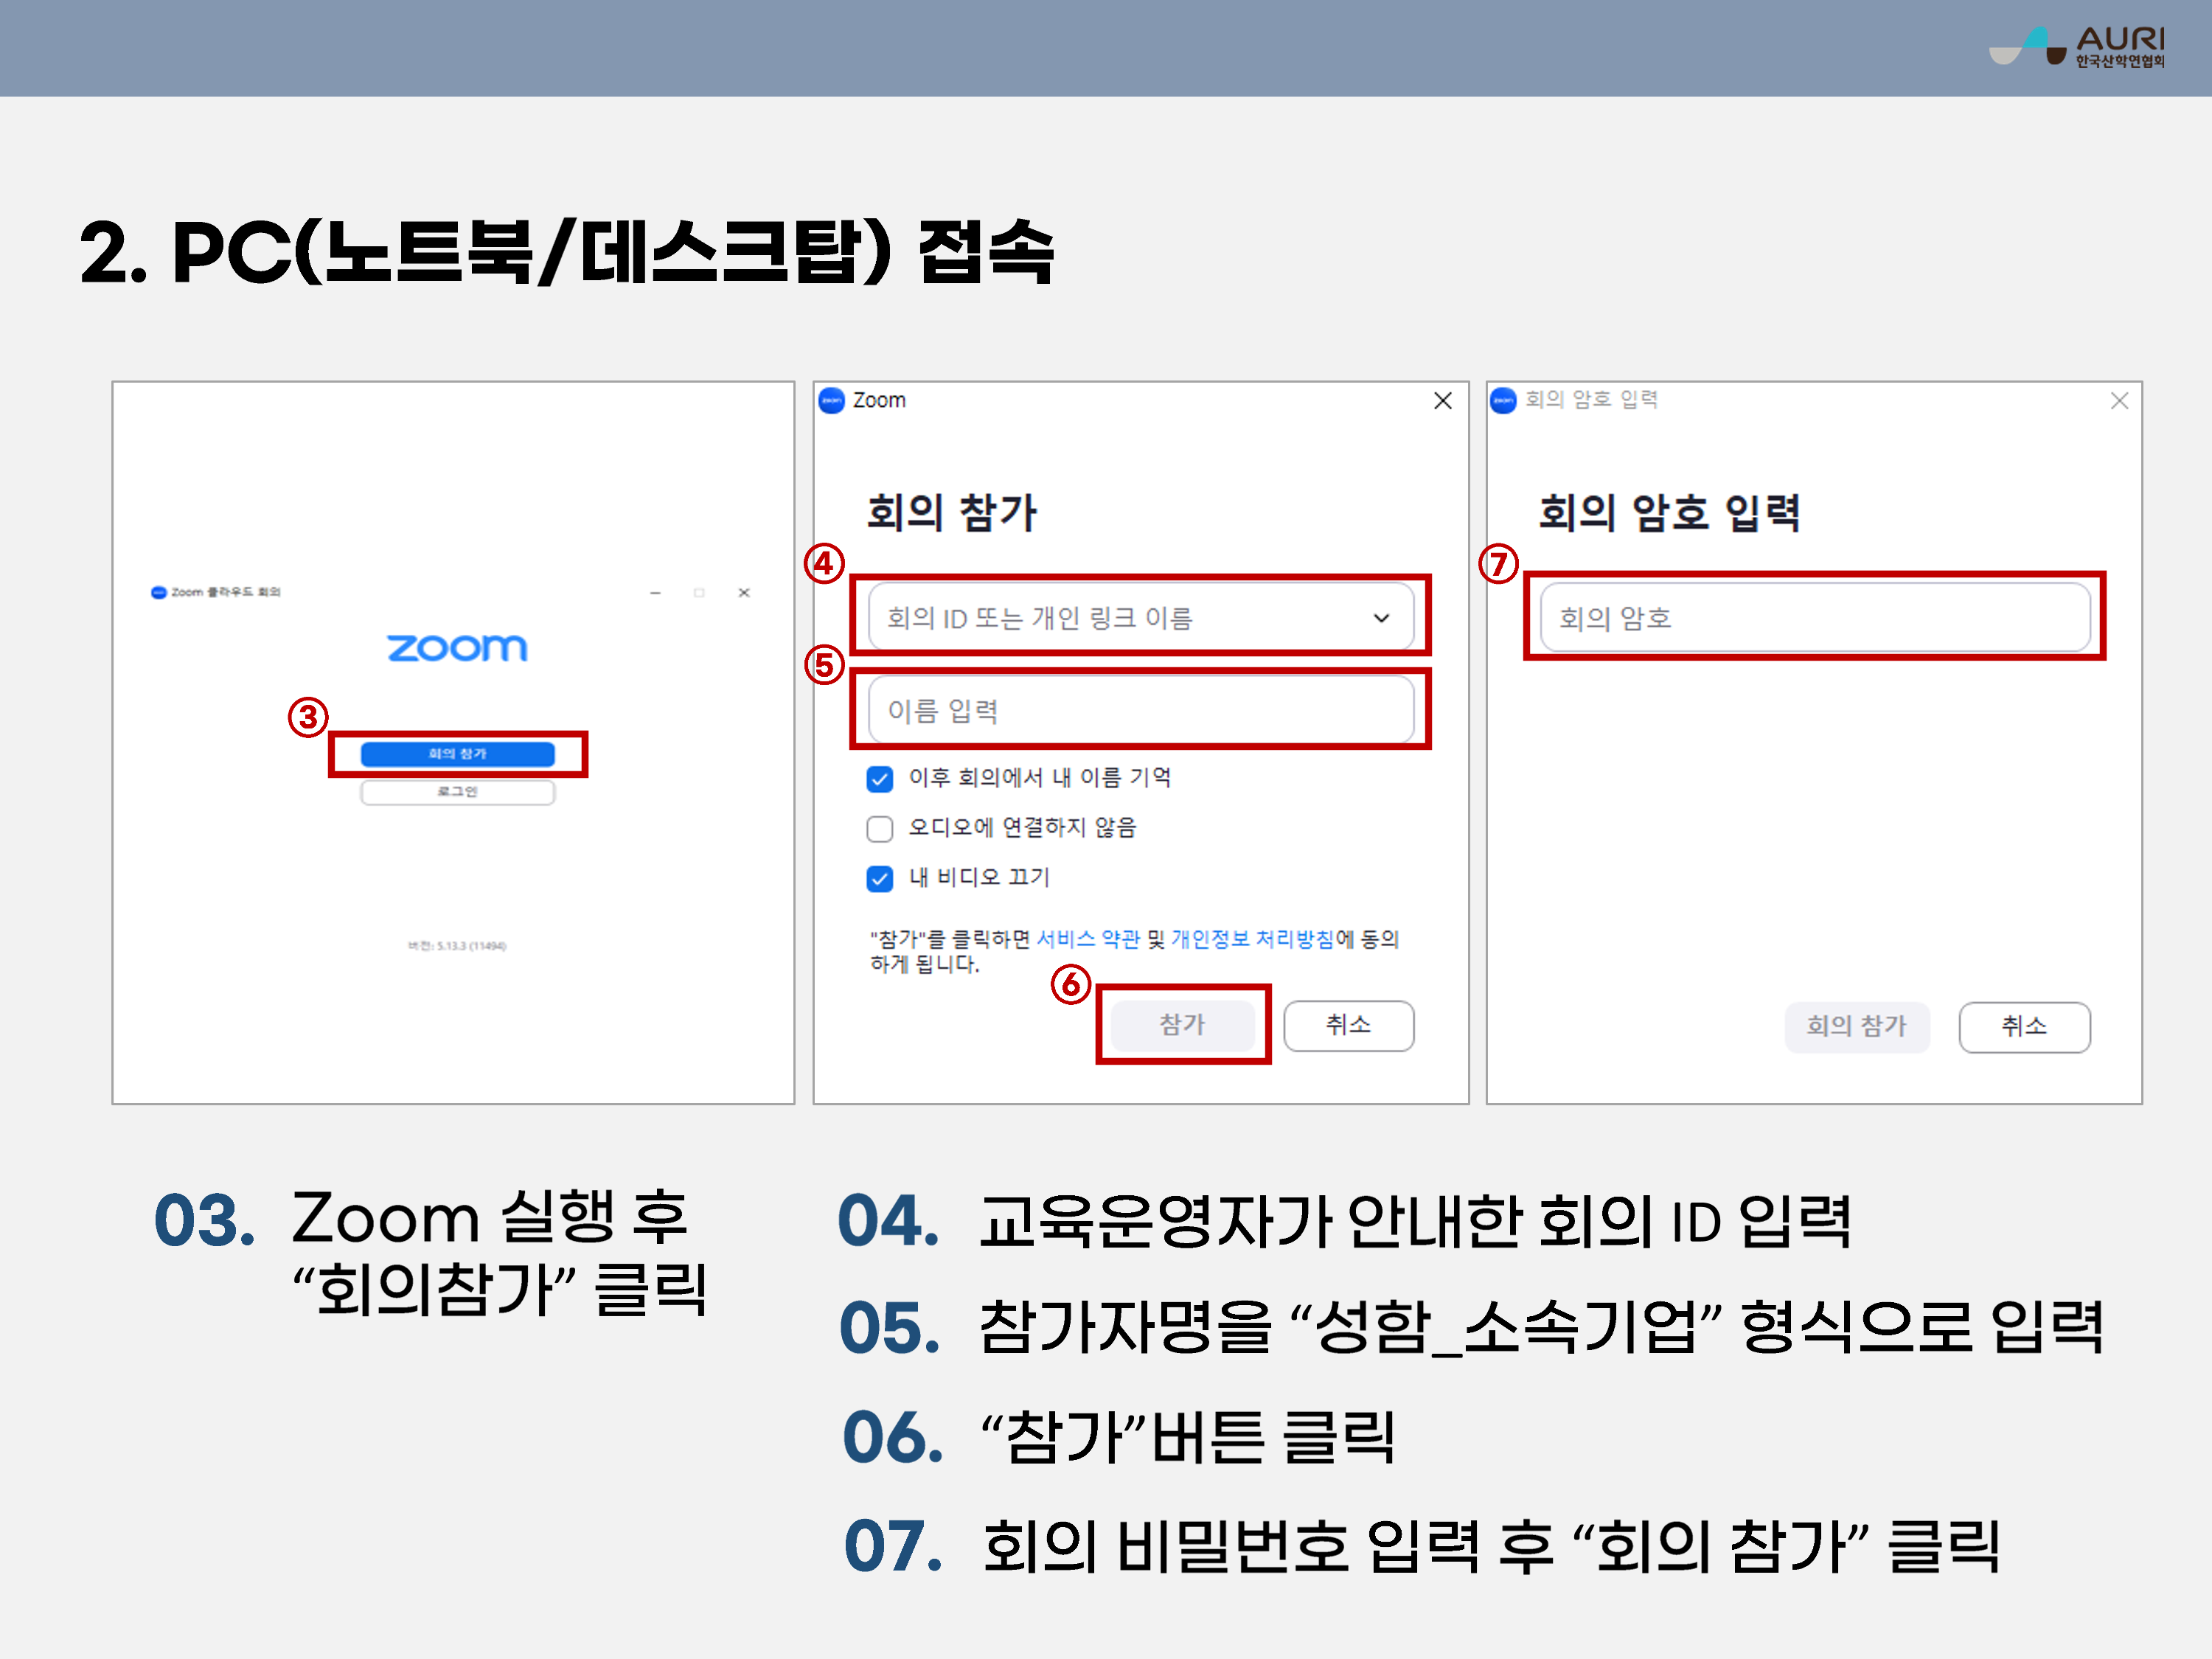 AURI
한국산학연협회
2. PC(노트북/데스크탑) 접속
Zoom 클라우드 회의
zoom
③
회의 참가
로그인
버전: 5.13.3 (11494)
zoom Zoom
회의 참가
④
회의 ID 또는 개인 링크 이름
⑤
이름 입력
이후 회의에서 내 이름 기억
오디오에 연결하지 않음
내 비디오 끄기
"참가"를 클릭하면 서비스 약관 및 개인정보 처리방침에 동의
하게 됩니다.
⑥
참가 취소
zoom 회의 암호 입력
회의 암호 입력
⑦
회의 암호
회의 참가 취소
03. Zoom 실행 후
“회의참가” 클릭
04. 교육운영자가 안내한 회의 ID 입력
05. 참가자명을 “성함_소속기업” 형식으로 입력
06. “참가”버튼 클릭
07. 회의 비밀번호 입력 후 “회의 참가” 클릭